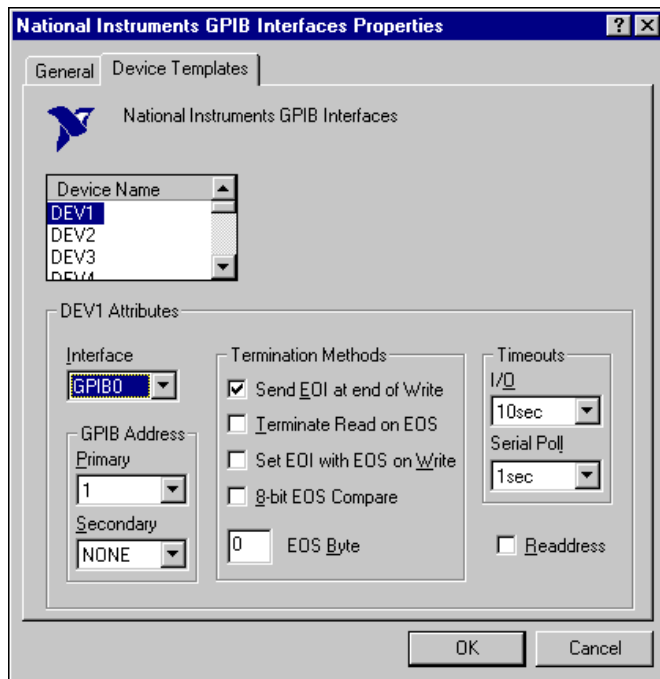 National Instruments GPIB Interfaces Properties
General Device Templates
National Instruments GPIB Interfaces
Device Name
DEV1
DEV2
DEV3
DEV4
DEV1 Attributes
Interface
GPIB0
GPIB Address
Primary
1
Secondary
NONE
Termination Methods
Send EOI at end of Write
Terminate Read on EOS
Set EOI with EOS on Write
8-bit EOS Compare
0 EOS Byte
Timeouts
I/O
10sec
Serial Poll
1sec
Readdress
OK Cancel